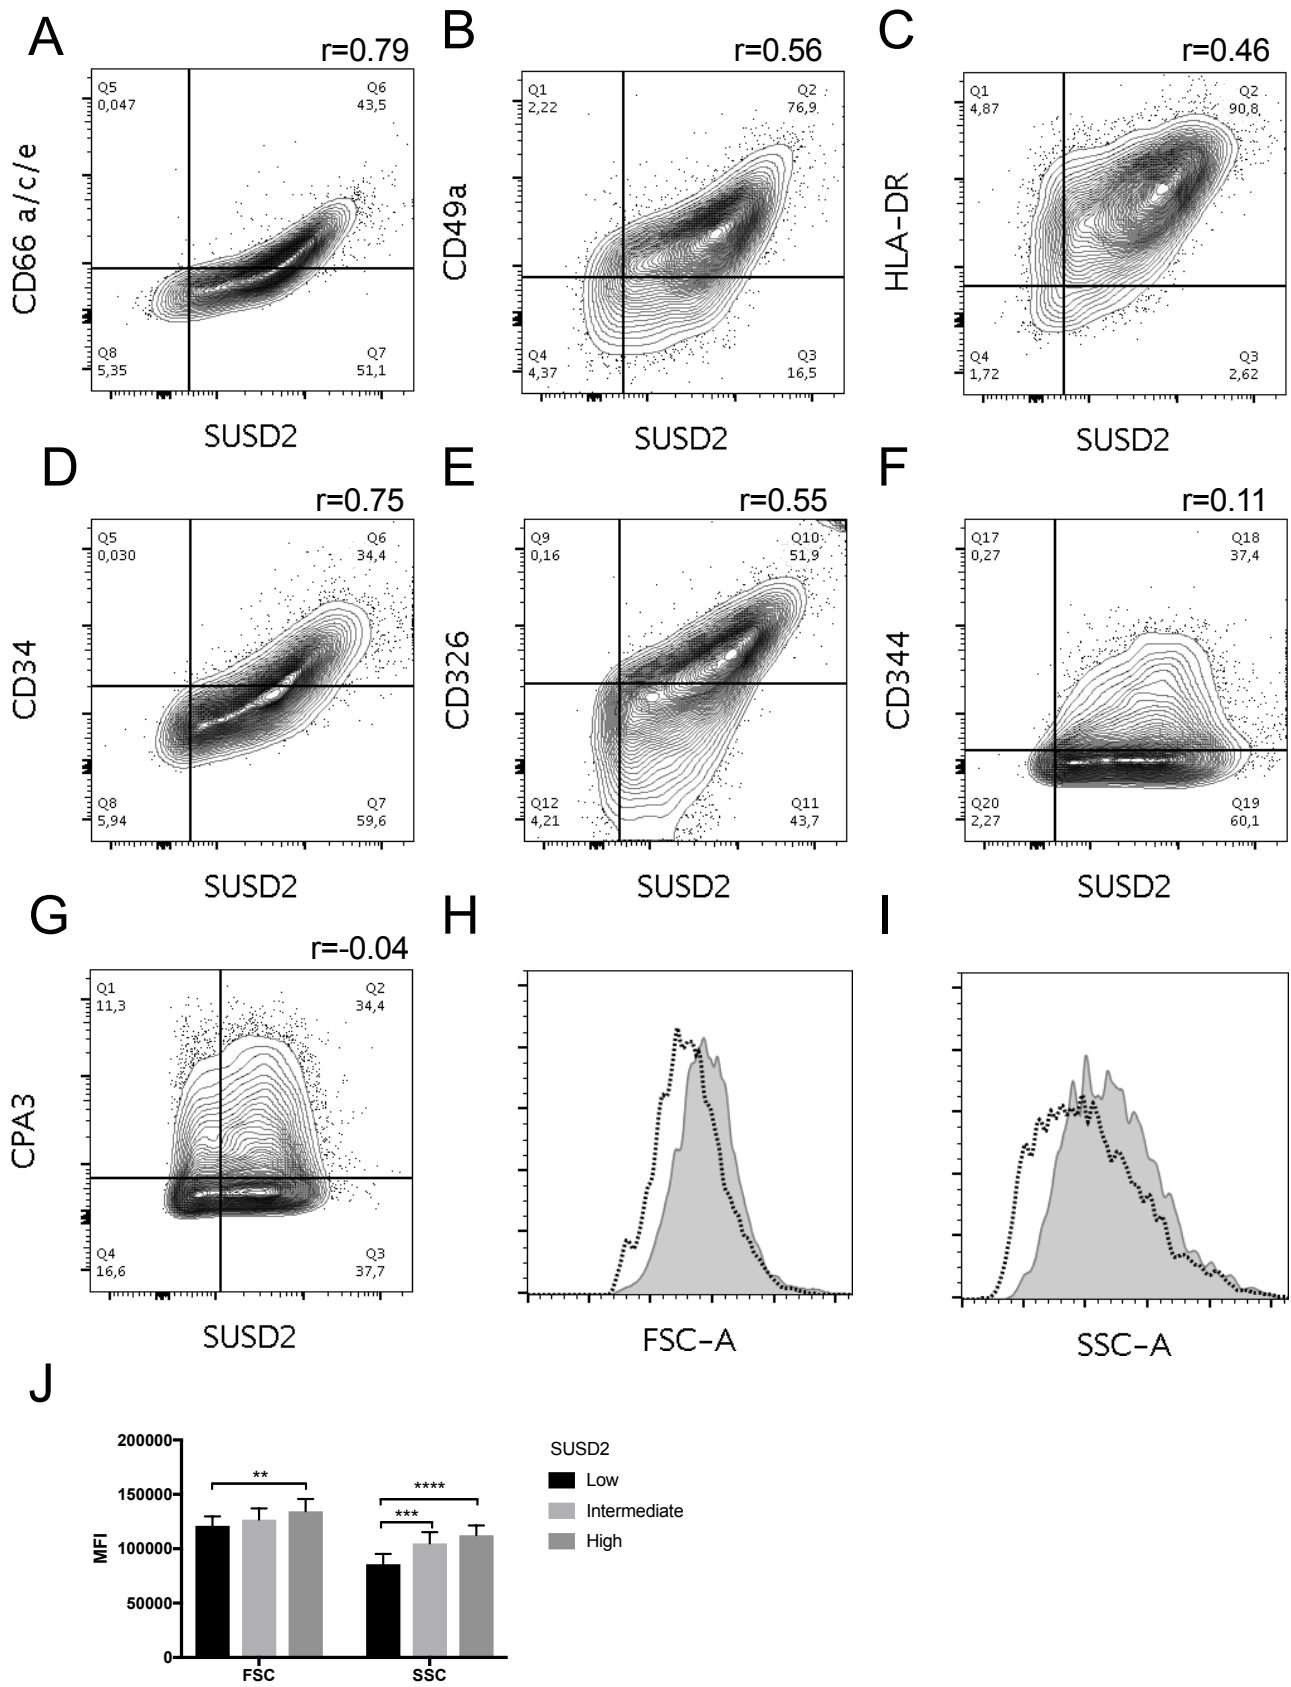 A
r=0.79
Q5
0,047
Q6
43,5
Q8
5,35
Q7
51,1
CD66 a/c/e
SUSD2
B
r=0.56
Q1
2,22
Q2
76,9
Q4
4,37
Q3
16,5
CD49a
SUSD2
C
r=0.46
Q1
4,87
Q2
90,8
Q4
1,72
Q3
2,62
HLA-DR
SUSD2
D
r=0.75
Q5
0,030
Q6
34,4
Q8
5,94
Q7
59,6
CD34
SUSD2
E
r=0.55
Q9
0,16
Q10
51,9
Q12
4,21
Q11
43,7
CD326
SUSD2
F
r=0.11
Q17
0,27
Q18
37,4
Q20
2,27
Q19
60,1
CD344
SUSD2
G
r=-0.04
Q1
11,3
Q2
34,4
Q4
16,6
Q3
37,7
CPA3
SUSD2
H
FSC-A
I
SSC-A
J
200000
150000
100000
50000
0
MFI
**
***
****
FSC
SSC
SUSD2
Low
Intermediate
High